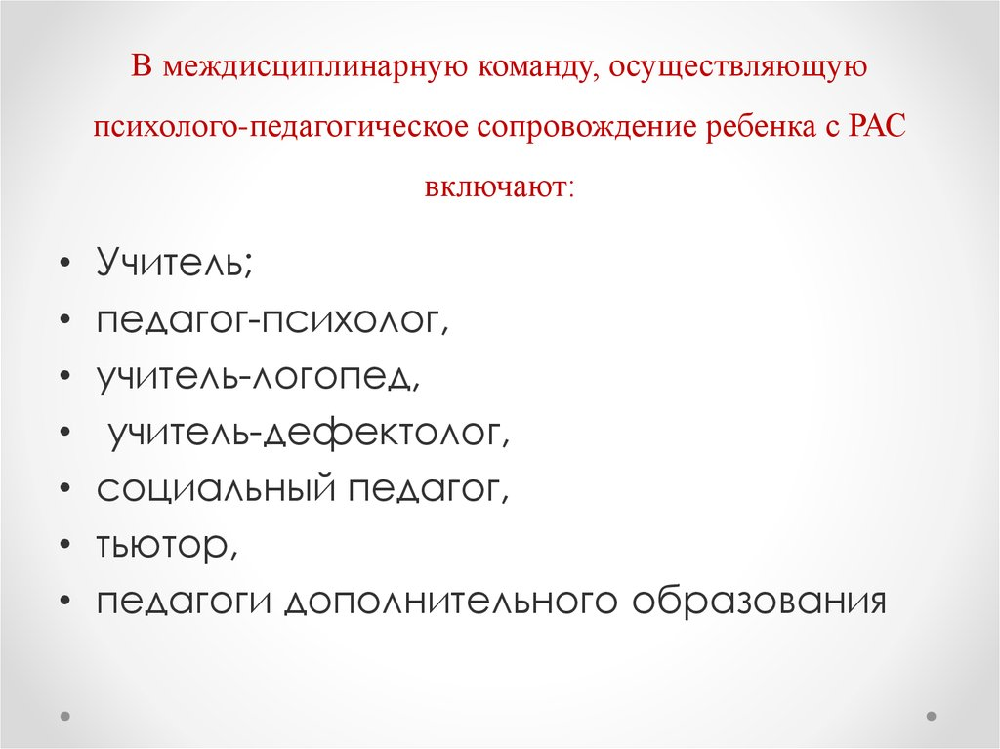 В междисциплинарную команду, осуществляющую
психолого-педагогическое сопровождение ребенка с РАС
включают:
• Учитель;
• педагог-психолог,
• учитель-логопед,
• учитель-дефектолог,
• социальный педагог,
• тьютор,
• педагоги дополнительного образования